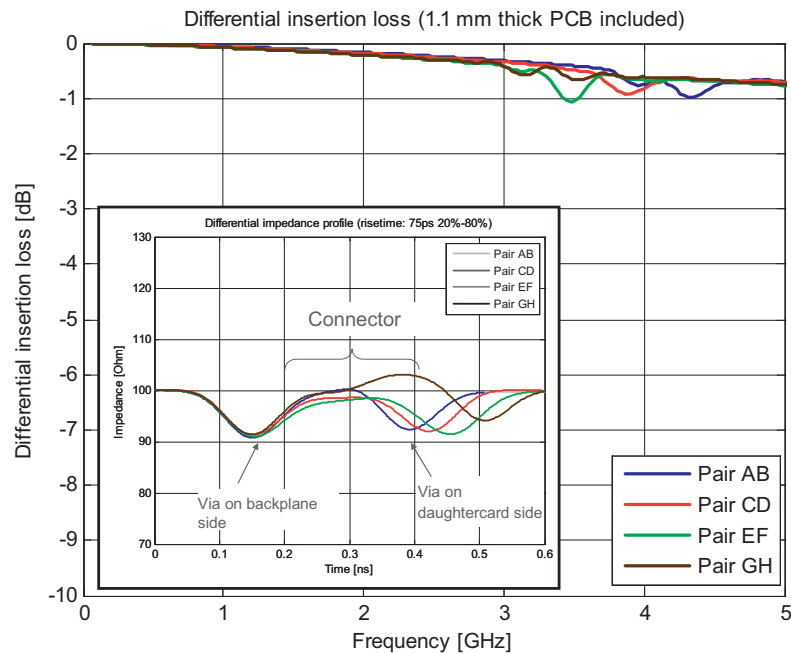 Differential insertion loss (1.1 mm thick PCB included)
0
-1
-2
-3
-4
-5
-6
-7
-8
-9
-10
Differential insertion loss [dB]
0
1
2
3
4
5
Frequency [GHz]
Pair AB
Pair CD
Pair EF
Pair GH
Differential impedance profile (risetime: 75ps 20%-80%)
130
120
110
100
90
80
70
Impedance [Ohm]
0
0.1
0.2
0.3
0.4
0.5
0.6
Time [ns]
Pair AB
Pair CD
Pair EF
Pair GH
Connector
Via on backplane
side
Via on
daughtercard side